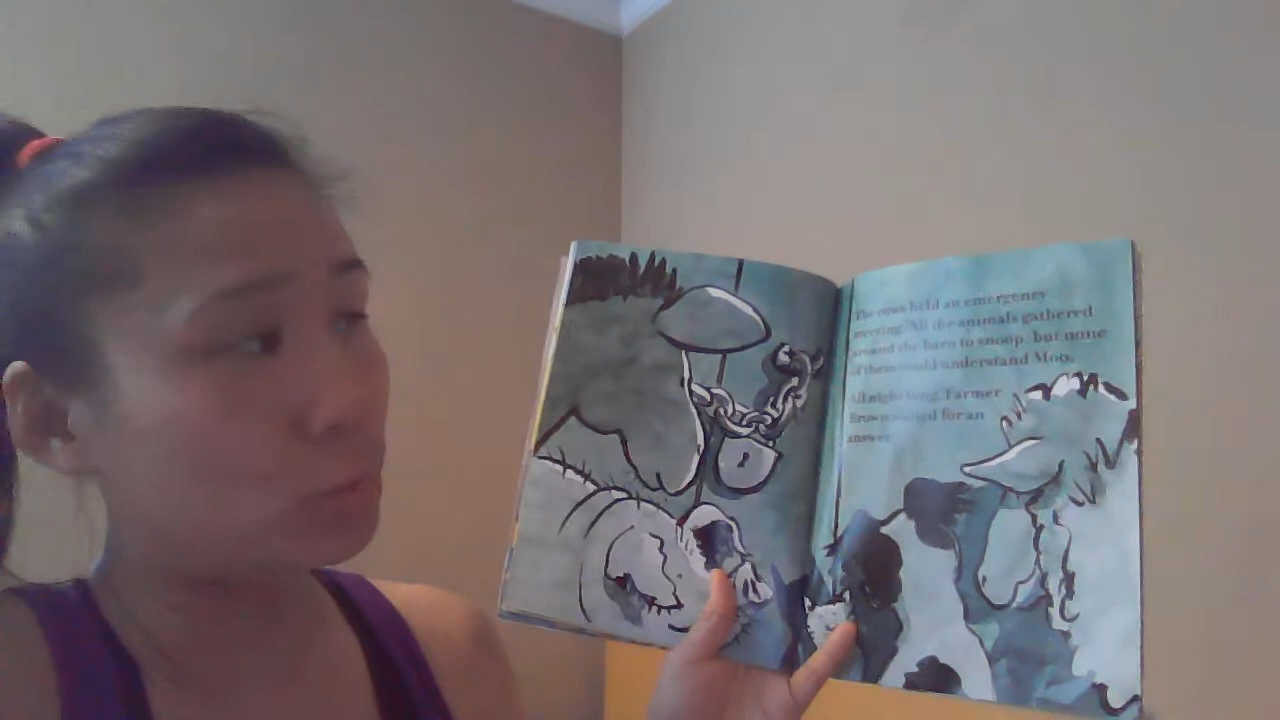 The cows held an emergency
meeting. All the animals gathered
around the barn to snoop, but none
of them could understand Moo.
All night long, Farmer
Brown waited for an
answer.